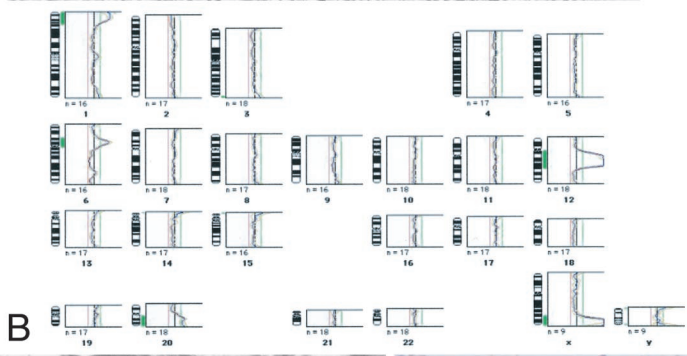 n = 16 n = 17 n = 18 n = 17 n = 16
1 2 3 4 5
n = 16 n = 18 n = 17 n = 16 n = 18 n = 18 n = 18
6 7 8 9 10 11 12
n = 17 n = 17 n = 16 n = 17 n = 17 n = 17
13 14 15 16 17 18
B
n = 17 n = 18 n = 18 n = 18 n = 9 n = 9
19 20 21 22 x y